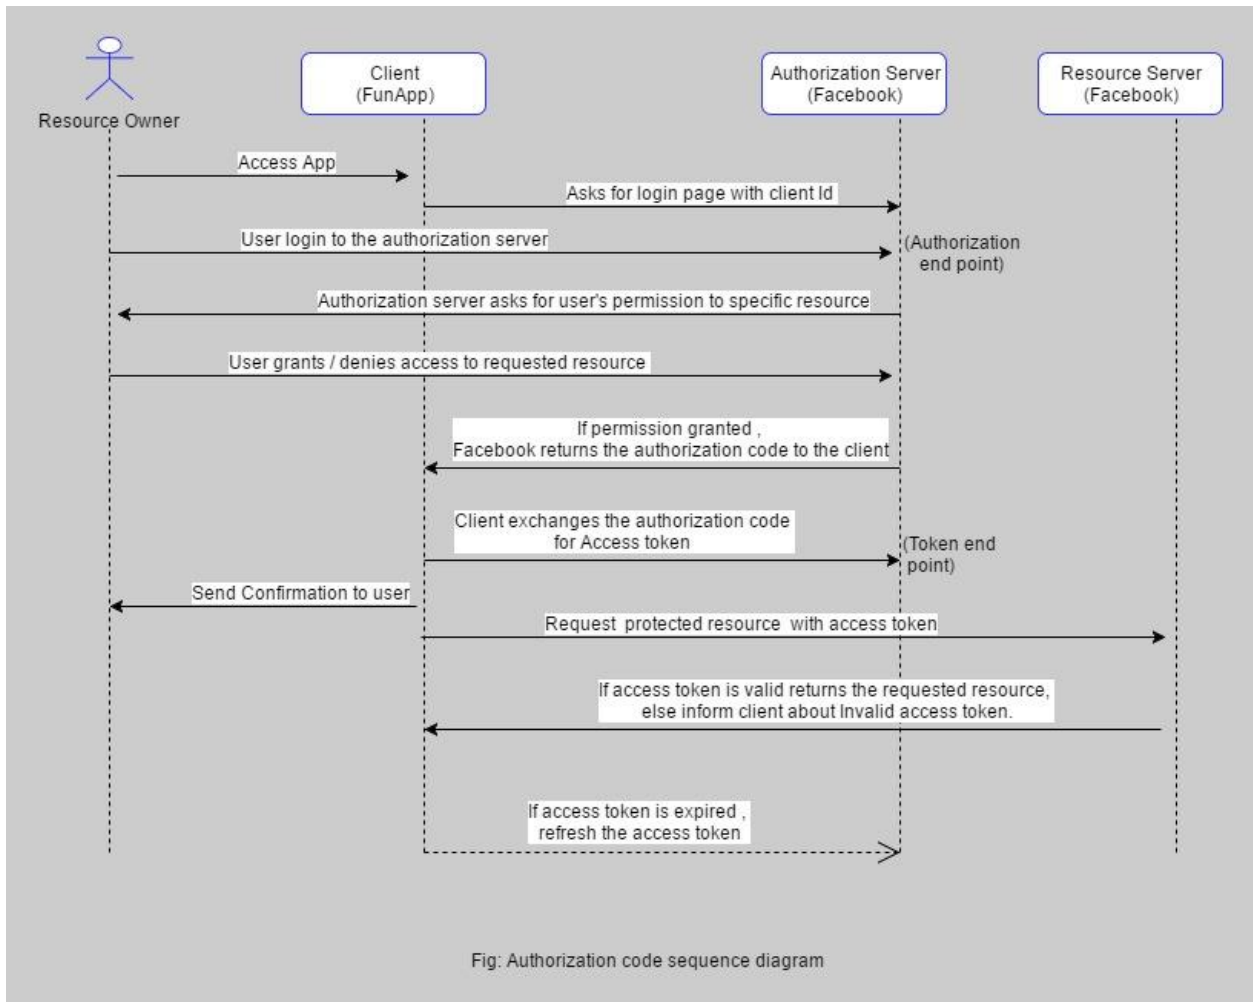 Client
(FunApp)
Authorization Server
(Facebook)
Resource Server
(Facebook)
Resource Owner
Access App
Asks for login page with client Id
User login to the authorization server
(Authorization
end point)
Authorization server asks for user's permission to specific resource
User grants / denies access to requested resource
If permission granted ,
Facebook returns the authorization code to the client
Client exchanges the authorization code
for Access token
(Token end
point)
Send Confirmation to user
Request protected resource with access token
If access token is valid returns the requested resource,
else inform client about Invalid access token.
If access token is expired ,
refresh the access token
Fig: Authorization code sequence diagram